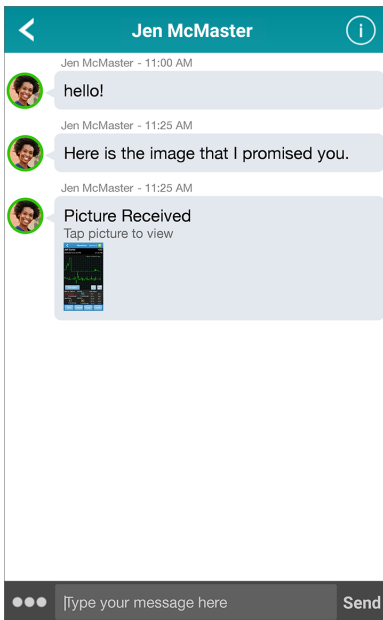 Jen McMaster
Jen McMaster - 11:00 AM
hello!
Jen McMaster - 11:25 AM
Here is the image that I promised you.
Jen McMaster - 11:25 AM
Picture Received
Tap picture to view
Type your message here
Send